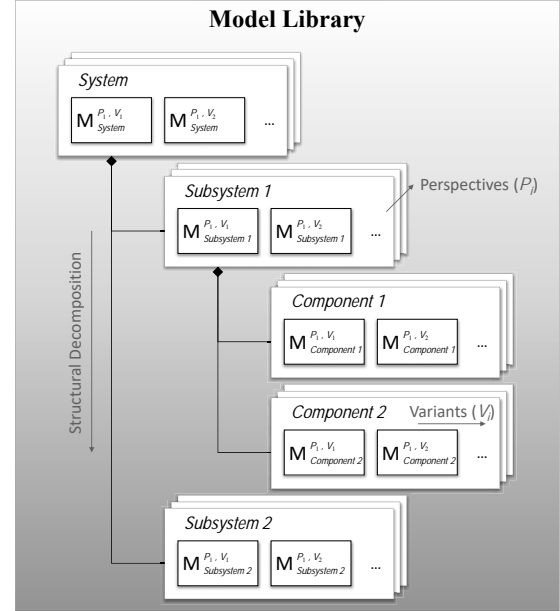 Model Library
System
M P₁, V₁ System M P₁, V₂ System ...
Subsystem 1
Perspectives (Pᵢ)
M P₁, V₁ Subsystem 1 M P₁, V₂ Subsystem 1 ...
Structural Decomposition
Component 1
M P₁, V₁ Component 1 M P₁, V₂ Component 1 ...
Component 2
Variants (Vᵢ)
M P₁, V₁ Component 2 M P₁, V₂ Component 2 ...
Subsystem 2
M P₁, V₁ Subsystem 2 M P₁, V₂ Subsystem 2 ...